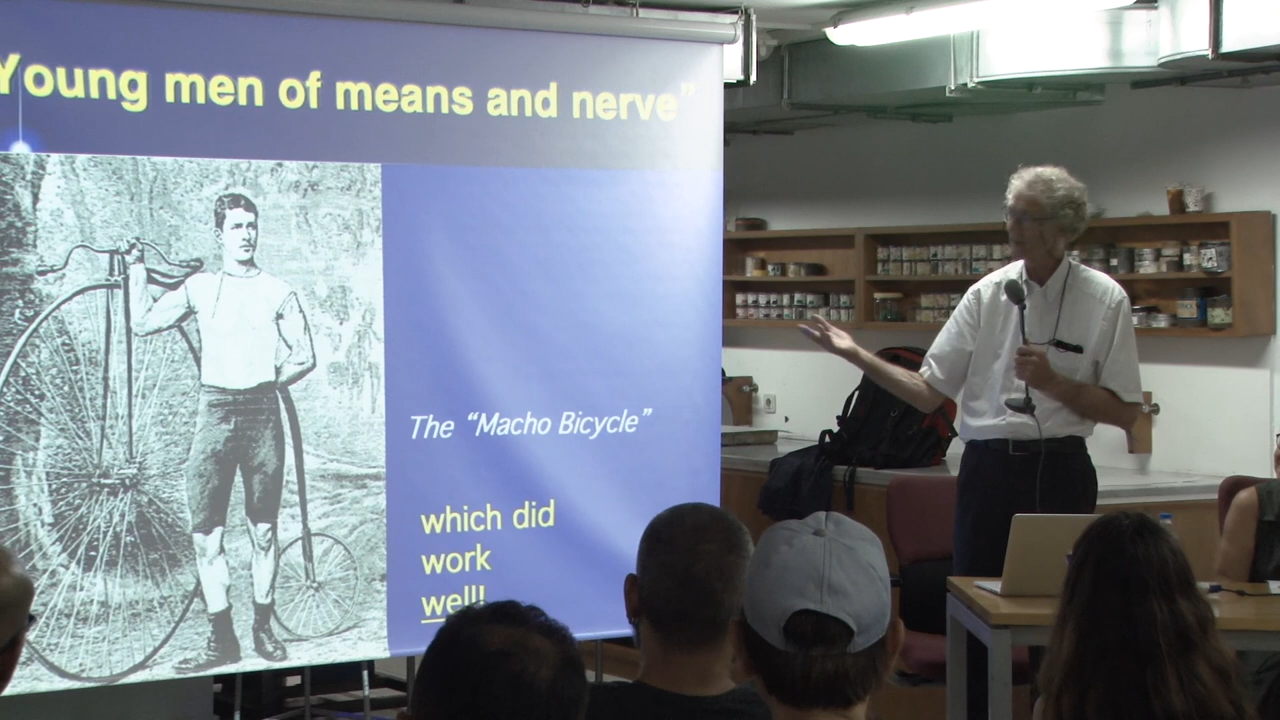 Young men of means and nerve”
The “Macho Bicycle”
which did
work
well!